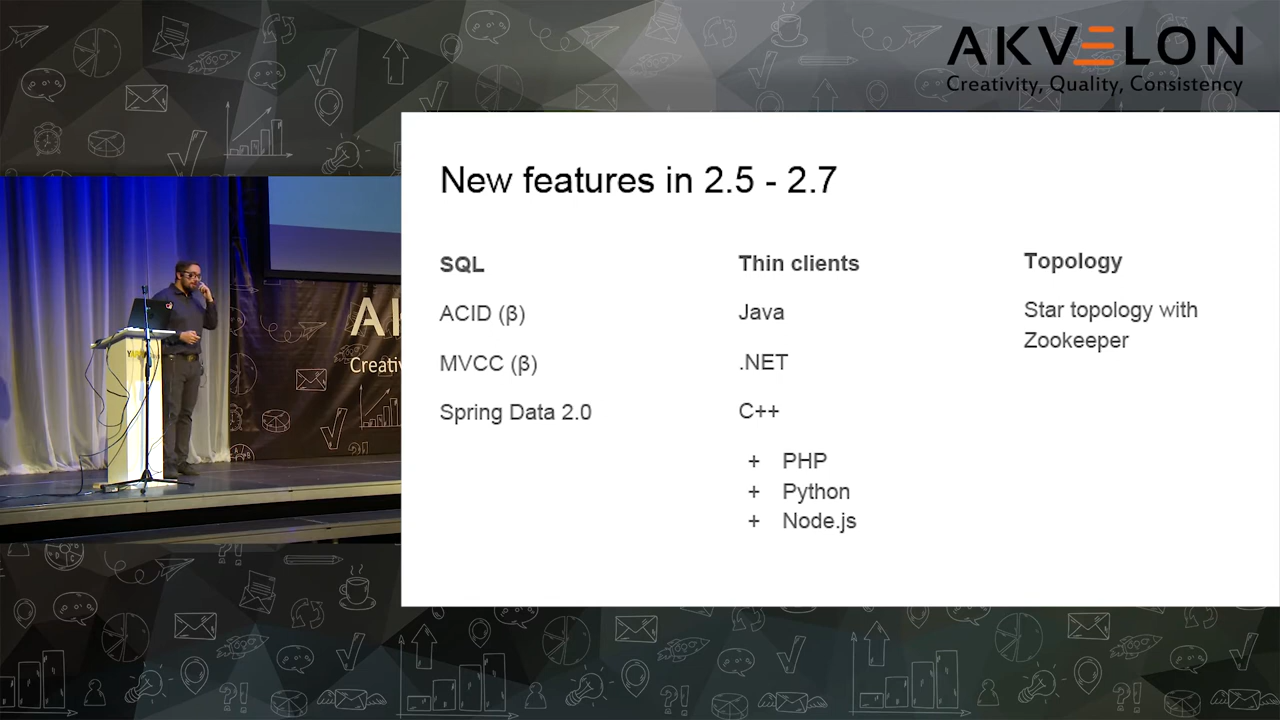 AKVELON
Creativity, Quality, Consistency
New features in 2.5 - 2.7
SQL
ACID (β)
MVCC (β)
Spring Data 2.0
Thin clients
Java
.NET
C++
+ PHP
+ Python
+ Node.js
Topology
Star topology with
Zookeeper